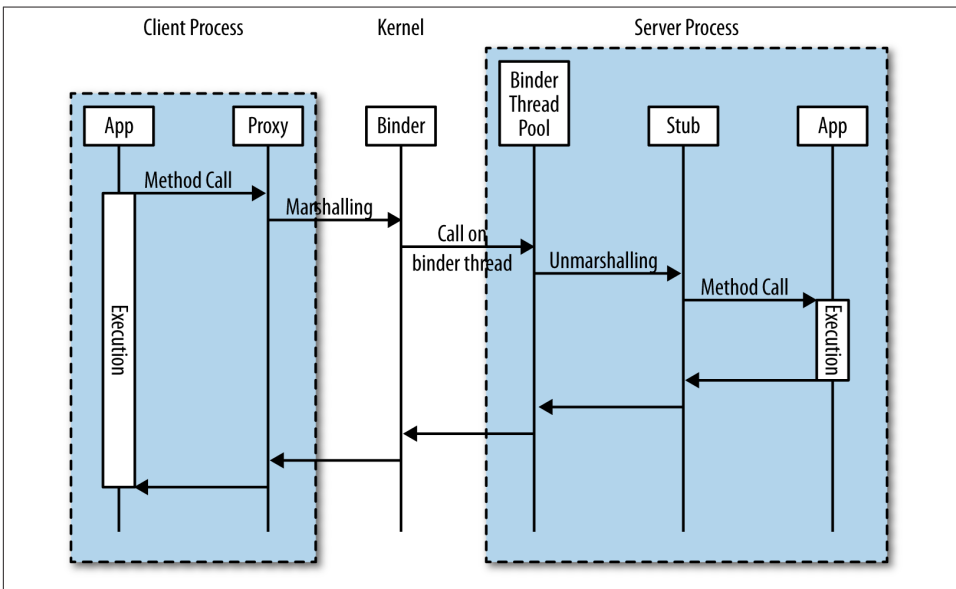 Client Process
Kernel
Server Process
App
Proxy
Binder
Binder
Thread
Pool
Stub
App
Method Call
Marshalling
Call on
binder thread
Unmarshalling
Method Call
Execution
Execution